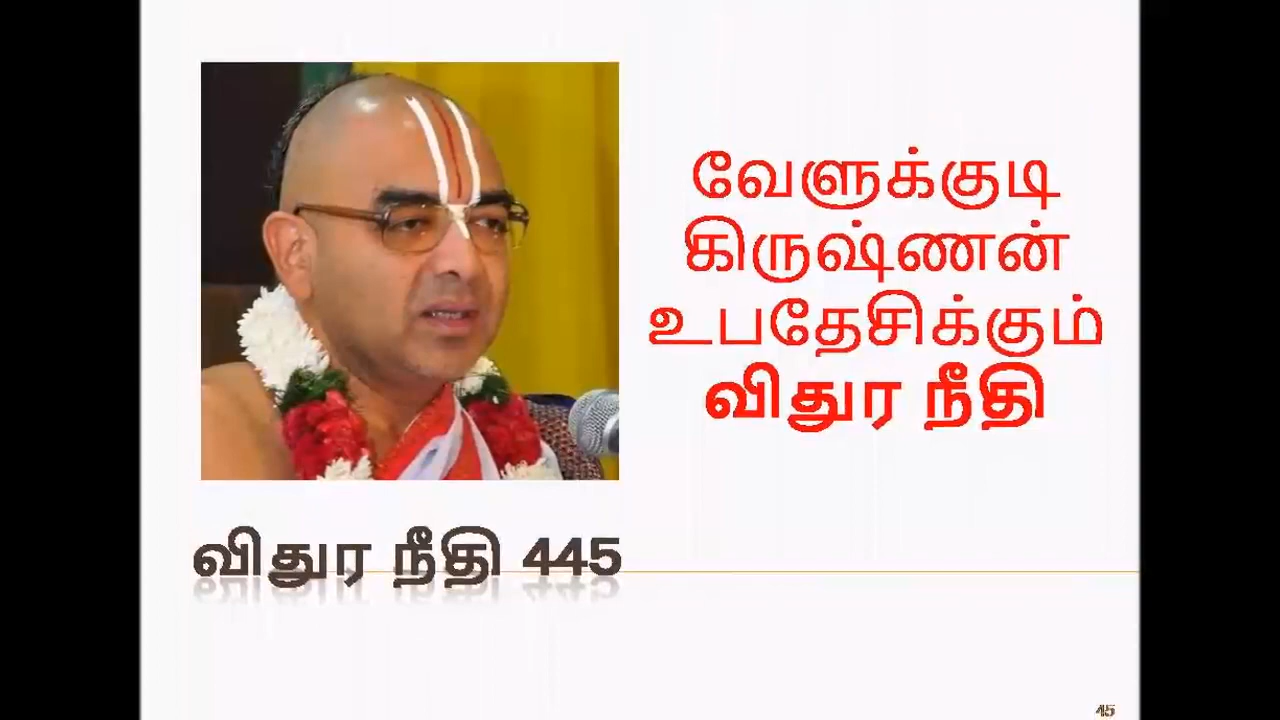 வேளுக்குடி
கிருஷ்ணன்
உபதேசிக்கும்
விதுர நீதி
விதுர நீதி 445
45